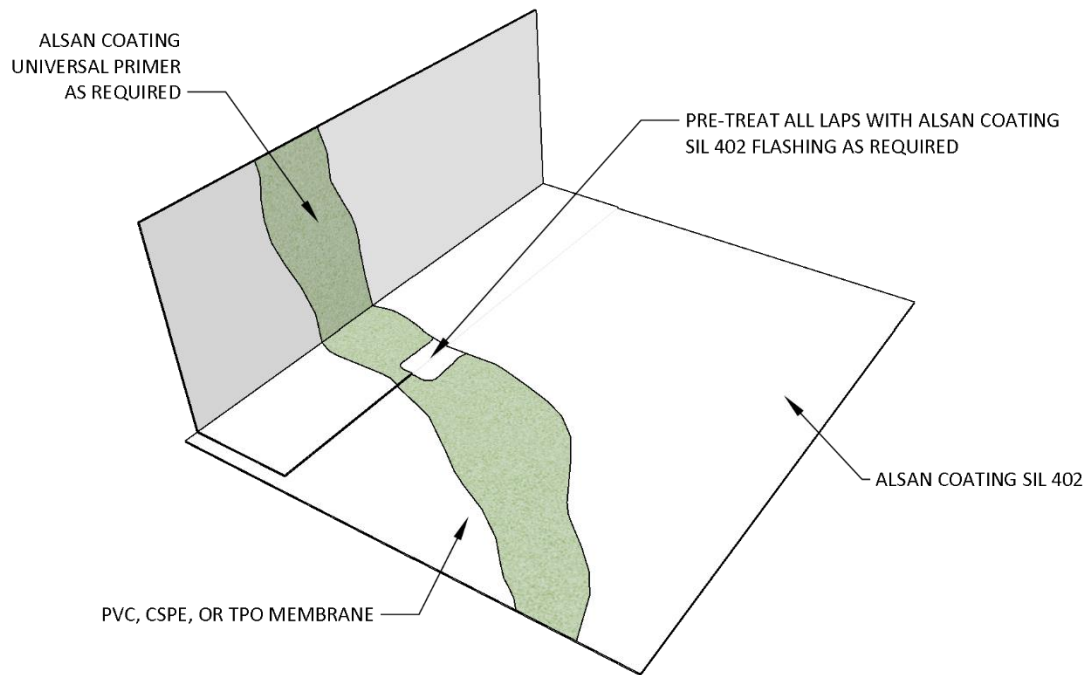 ALSAN COATING
UNIVERSAL PRIMER
AS REQUIRED
PRE-TREAT ALL LAPS WITH ALSAN COATING
SIL 402 FLASHING AS REQUIRED
ALSAN COATING SIL 402
PVC, CSPE, OR TPO MEMBRANE